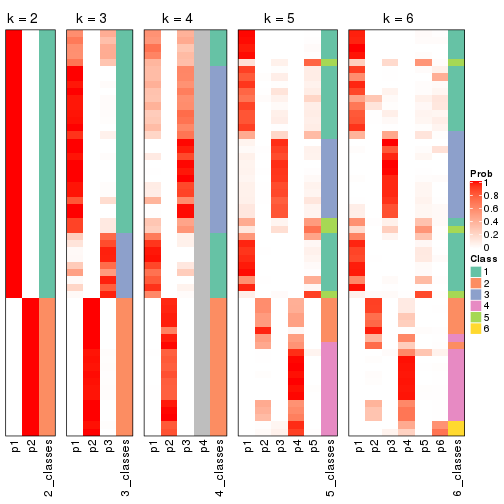 k = 2
k = 3
k = 4
k = 5
k = 6
Prob
1
0.8
0.6
0.4
0.2
0
Class
1
2
3
4
5
6
p1
p2
2_classes
p1
p2
p3
3_classes
p1
p2
p3
p4
4_classes
p1
p2
p3
p4
p5
5_classes
p1
p2
p3
p4
p5
p6
6_classes